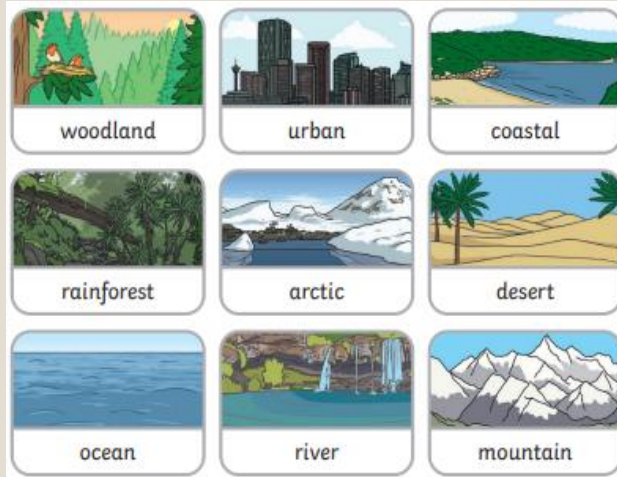 woodland
urban
coastal
rainforest
arctic
desert
ocean
river
mountain